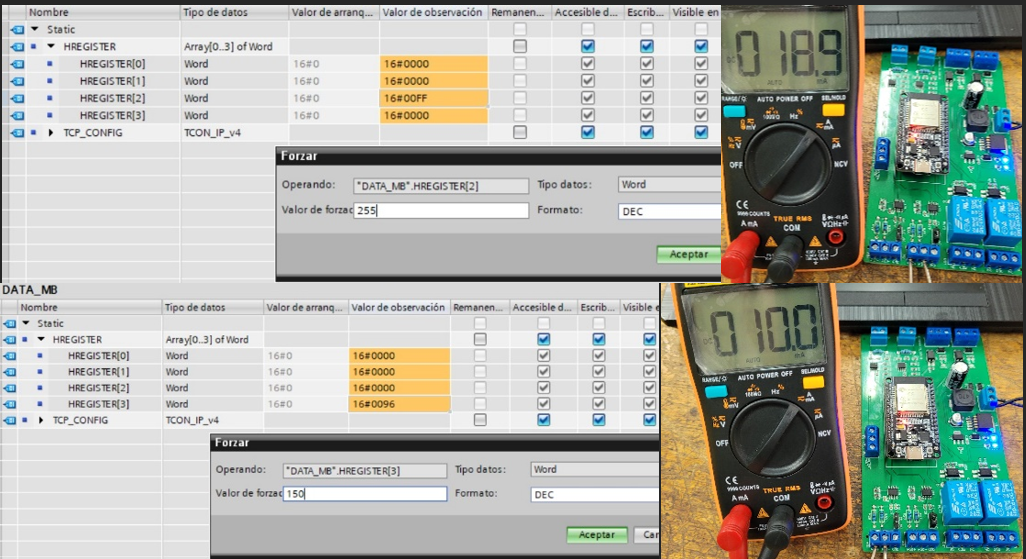 Nombre Tipo de datos Valor de arranq... Valor de observación Remanen... Accesible d... Escrib... Visible en
Static
HREGISTER Array[0..3] of Word
HREGISTER[0] Word 16#0 16#0000
HREGISTER[1] Word 16#0 16#0000
HREGISTER[2] Word 16#0 16#00FF
HREGISTER[3] Word 16#0 16#0000
TCP_CONFIG TCON_IP_v4
Forzar
Operando: "DATA_MB".HREGISTER[2] Tipo datos: Word
Valor de forzad 255 Formato: DEC
Aceptar
018.9
AUTO
RANGE/ AUTO POWER OFF SEL/HOLD
Hz
OFF
NCV
CE
9999 COUNTS TRUE RMS
A mA COM VΩHz
DATA_MB
Nombre Tipo de datos Valor de arranq... Valor de observación Remanen... Accesible d... Escrib... Visible e
Static
HREGISTER Array[0..3] of Word
HREGISTER[0] Word 16#0 16#0000
HREGISTER[1] Word 16#0 16#0000
HREGISTER[2] Word 16#0 16#0000
HREGISTER[3] Word 16#0 16#0096
TCP_CONFIG TCON_IP_v4
Forzar
Operando: "DATA_MB".HREGISTER[3] Tipo datos: Word
Valor de forzad 150 Formato: DEC
Aceptar Can
010.0
AUTO
RANGE/ AUTO POWER OFF SEL/HOLD
Hz
OFF
NCV
CE
9999 COUNTS TRUE RMS
A mA COM VΩHz